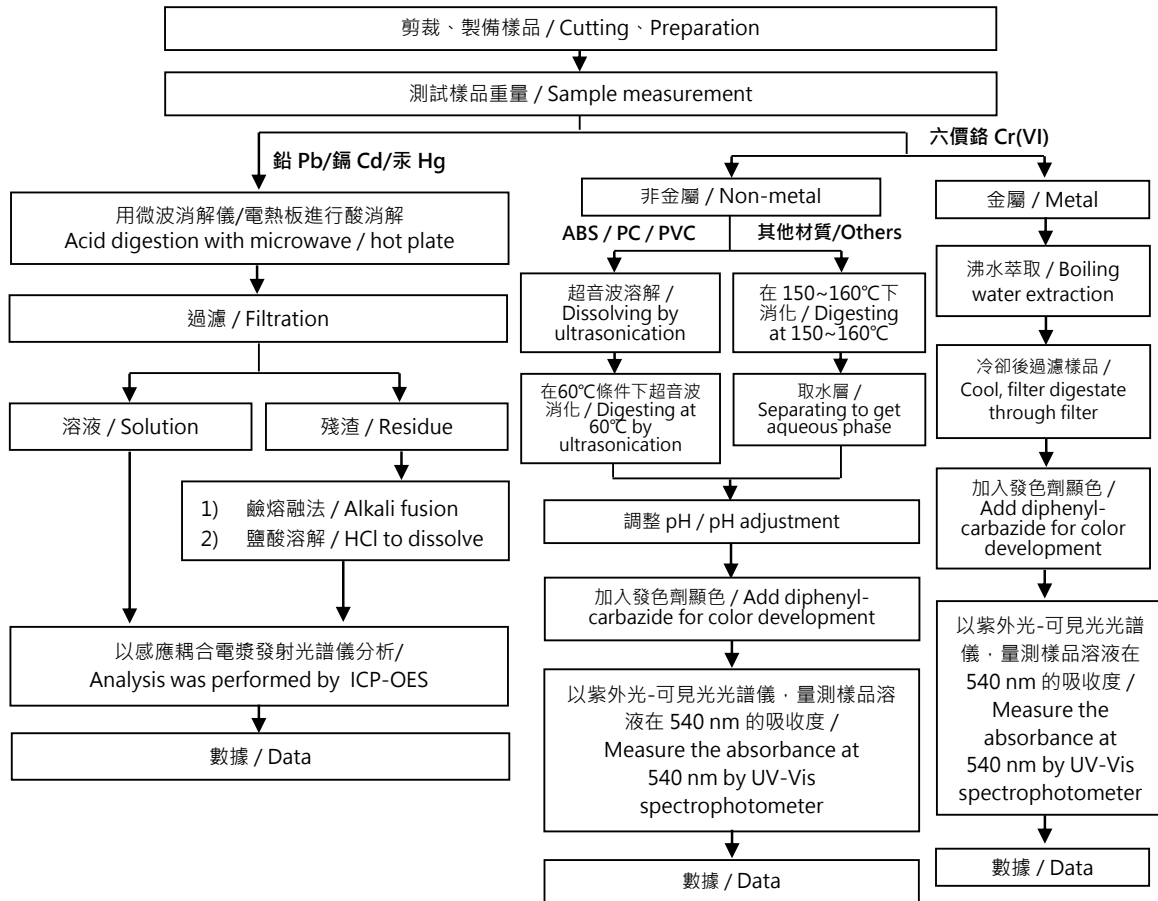 剪裁、製備樣品 / Cutting、Preparation
測試樣品重量 / Sample measurement
鉛 Pb/鎘 Cd/汞 Hg
用微波消解儀/電熱板進行酸消解
Acid digestion with microwave / hot plate
過濾 / Filtration
溶液 / Solution
殘渣 / Residue
1) 鹼熔融法 / Alkali fusion
2) 鹽酸溶解 / HCl to dissolve
以感應耦合電漿發射光譜儀分析/
Analysis was performed by ICP-OES
數據 / Data
六價鉻 Cr(VI)
非金屬 / Non-metal
ABS / PC / PVC
其他材質/Others
超音波溶解 /
Dissolving by
ultrasonication
在60℃條件下超音波
消化 / Digesting at
60℃ by
ultrasonication
在 150~160℃下
消化 / Digesting
at 150~160℃
取水層 /
Separating to get
aqueous phase
調整 pH / pH adjustment
加入發色劑顯色 / Add diphenyl-
carbazide for color development
以紫外光-可見光光譜儀，量測樣品溶
液在 540 nm 的吸收度 /
Measure the absorbance at
540 nm by UV-Vis
spectrophotometer
數據 / Data
金屬 / Metal
沸水萃取 / Boiling
water extraction
冷卻後過濾樣品 /
Cool, filter digestate
through filter
加入發色劑顯色 /
Add diphenyl-
carbazide for color
development
以紫外光-可見光光譜
儀，量測樣品溶液在
540 nm 的吸收度 /
Measure the
absorbance at
540 nm by UV-Vis
spectrophotometer
數據 / Data